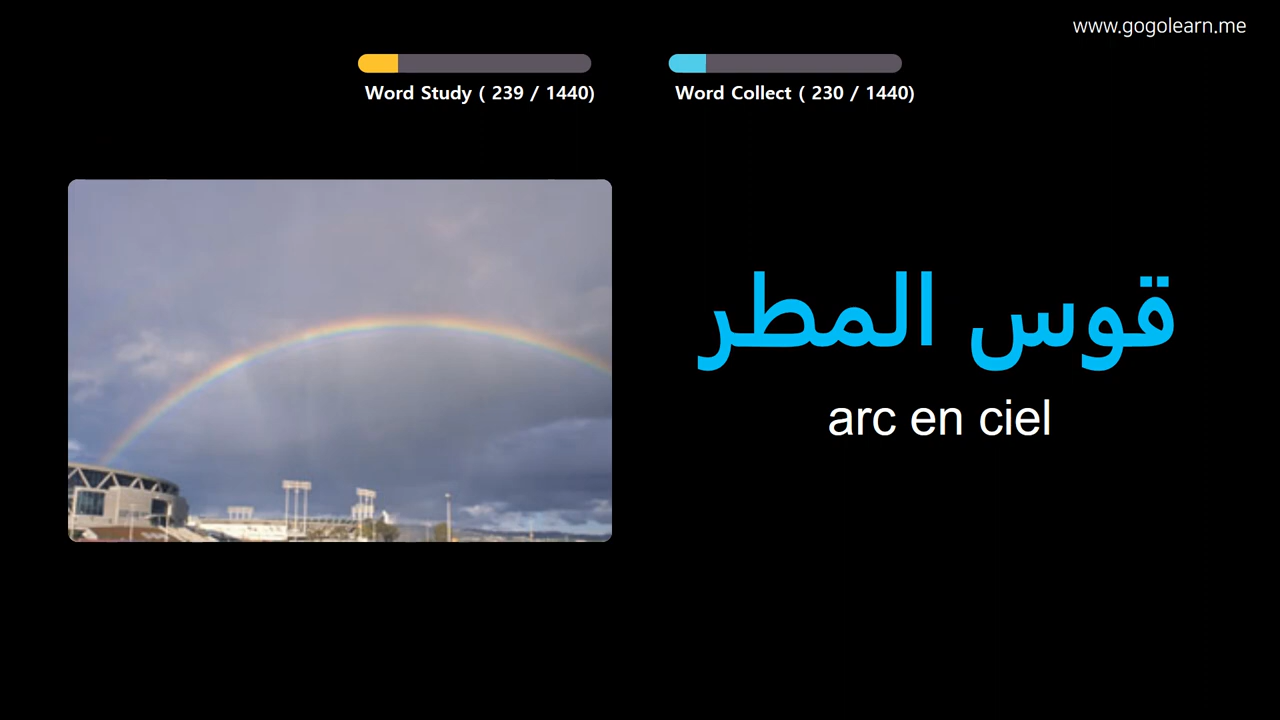 www.gogolearn.me
Word Study ( 239 / 1440)
Word Collect ( 230 / 1440)
قوس المطر
arc en ciel